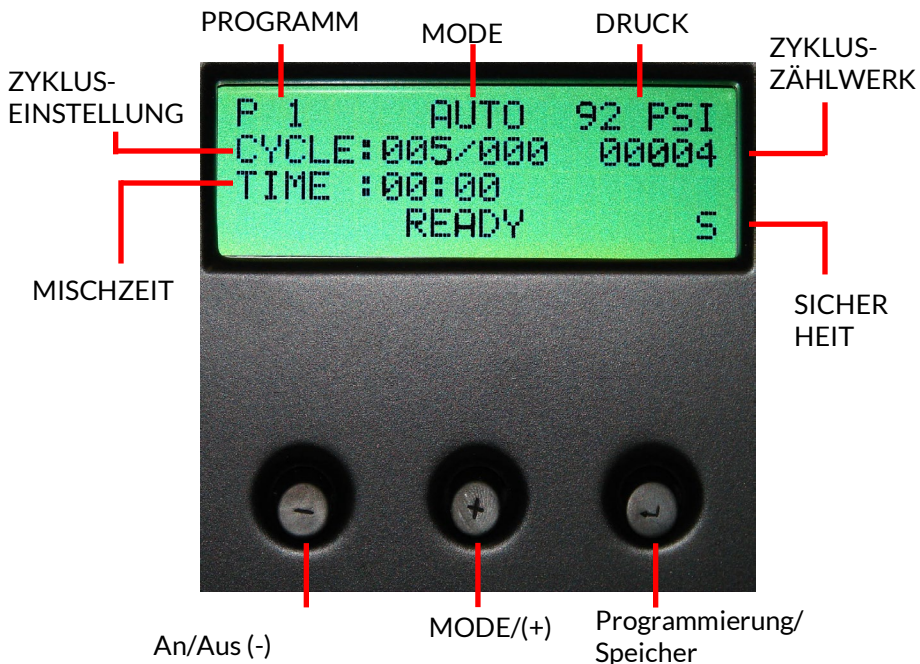 PROGRAMM
MODE
DRUCK
ZYKLUS-
ZÄHLWERK
ZYKLUS-
EINSTELLUNG
P 1 AUTO 92 PSI
CYCLE:005/000 00004
TIME :00:00
READY S
MISCHZEIT
SICHER
HEIT
-
+
↵
An/Aus (-)
MODE/(+)
Programmierung/
Speicher